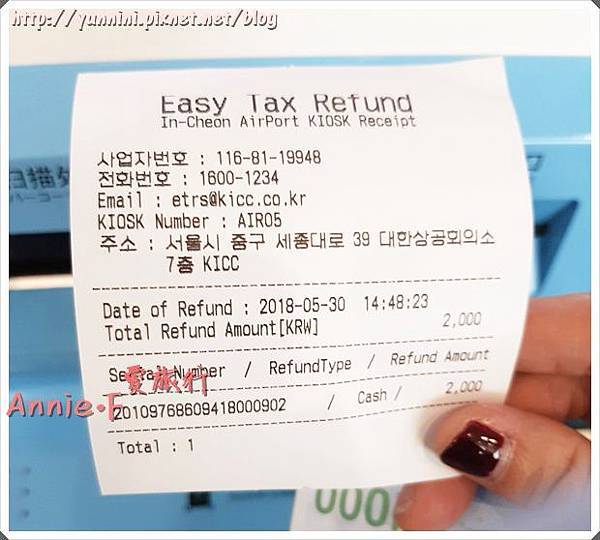 http://yunnini.pixnet.net/blog
Easy Tax Refund
In-Cheon AirPort KIOSK Receipt
사업자번호 : 116-81-19948
전화번호 : 1600-1234
Email : etrs@kicc.co.kr
KIOSK Number : AIR05
주소 : 서울시 중구 세종대로 39 대한상공회의소
7층 KICC
Date of Refund : 2018-05-30 14:48:23
Total Refund Amount[KRW] 2,000
Number / RefundType / Refund Amount
愛旅行
Annie.F
20109768609418000902 / Cash / 2,000
Total : 1
000